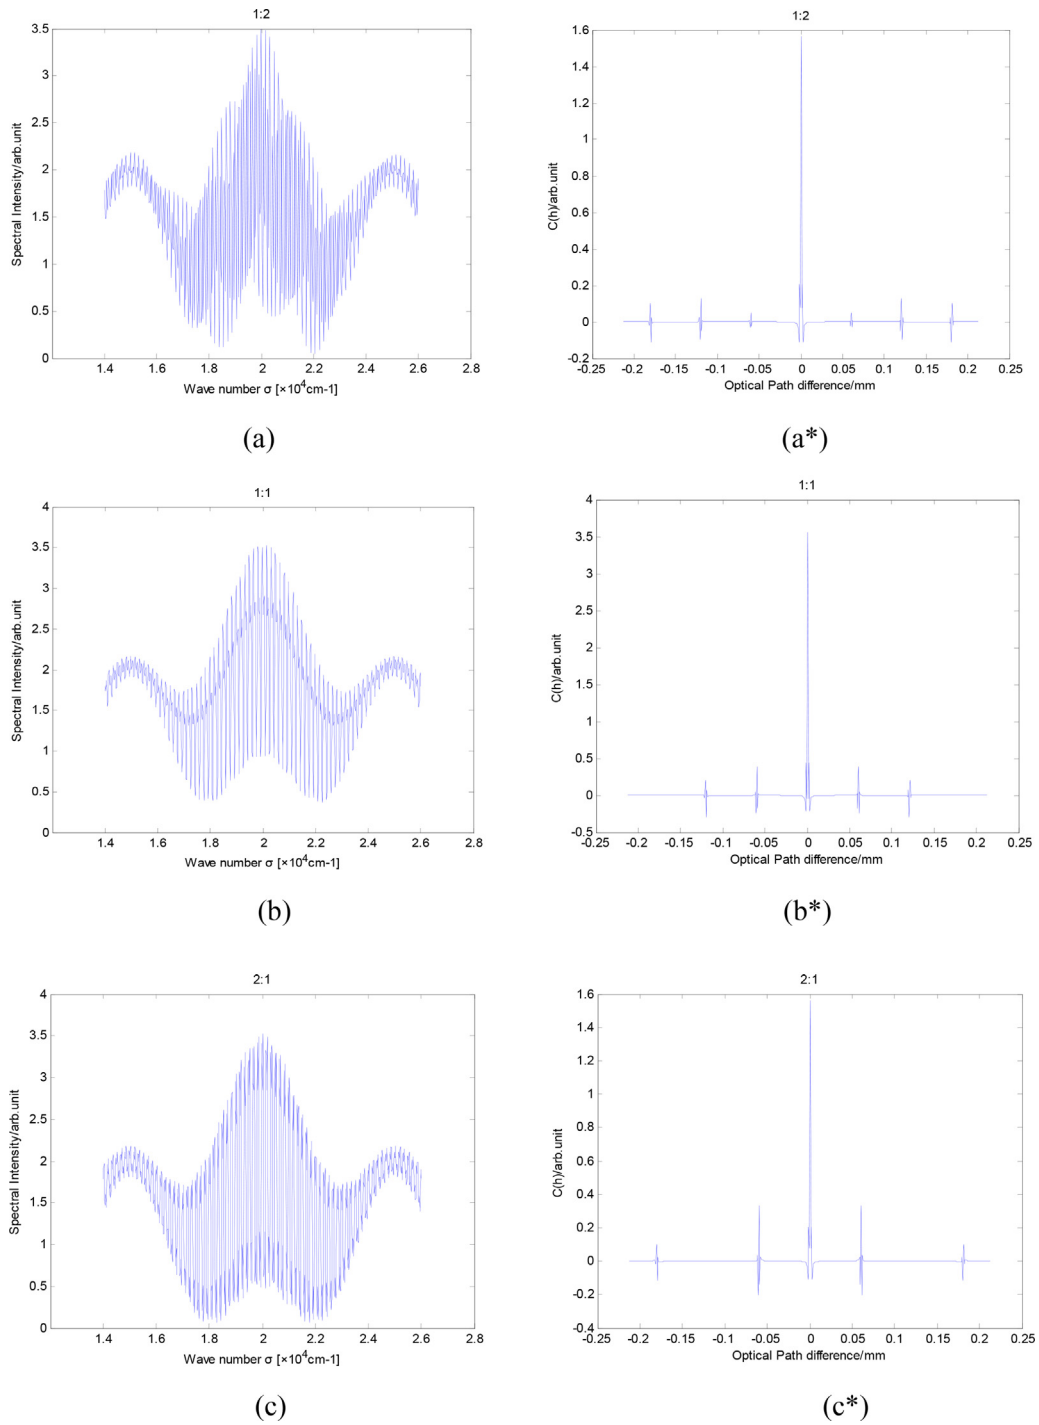 1:2
3.5
3
2.5
2
1.5
1
0.5
0
Spectral Intensity/arb.unit
1.4 1.6 1.8 2 2.2 2.4 2.6 2.8
Wave number σ [×10⁴cm-1]
(a)
1:2
1.6
1.4
1.2
1
0.8
0.6
0.4
0.2
0
-0.2
C(h)/arb.unit
-0.25 -0.2 -0.15 -0.1 -0.05 0 0.05 0.1 0.15 0.2 0.25
Optical Path difference/mm
(a*)
1:1
4
3.5
3
2.5
2
1.5
1
0.5
0
Spectral Intensity/arb.unit
1.4 1.6 1.8 2 2.2 2.4 2.6 2.8
Wave number σ [×10⁴cm-1]
(b)
1:1
4
3.5
3
2.5
2
1.5
1
0.5
0
-0.5
C(h)/arb.unit
-0.25 -0.2 -0.15 -0.1 -0.05 0 0.05 0.1 0.15 0.2 0.25
Optical Path difference/mm
(b*)
2:1
4
3.5
3
2.5
2
1.5
1
0.5
0
Spectral Intensity/arb.unit
1.4 1.6 1.8 2 2.2 2.4 2.6 2.8
Wave number σ [×10⁴cm-1]
(c)
2:1
1.6
1.4
1.2
1
0.8
0.6
0.4
0.2
0
-0.2
-0.4
C(h)/arb.unit
-0.25 -0.2 -0.15 -0.1 -0.05 0 0.05 0.1 0.15 0.2 0.25
Optical Path difference/mm
(c*)